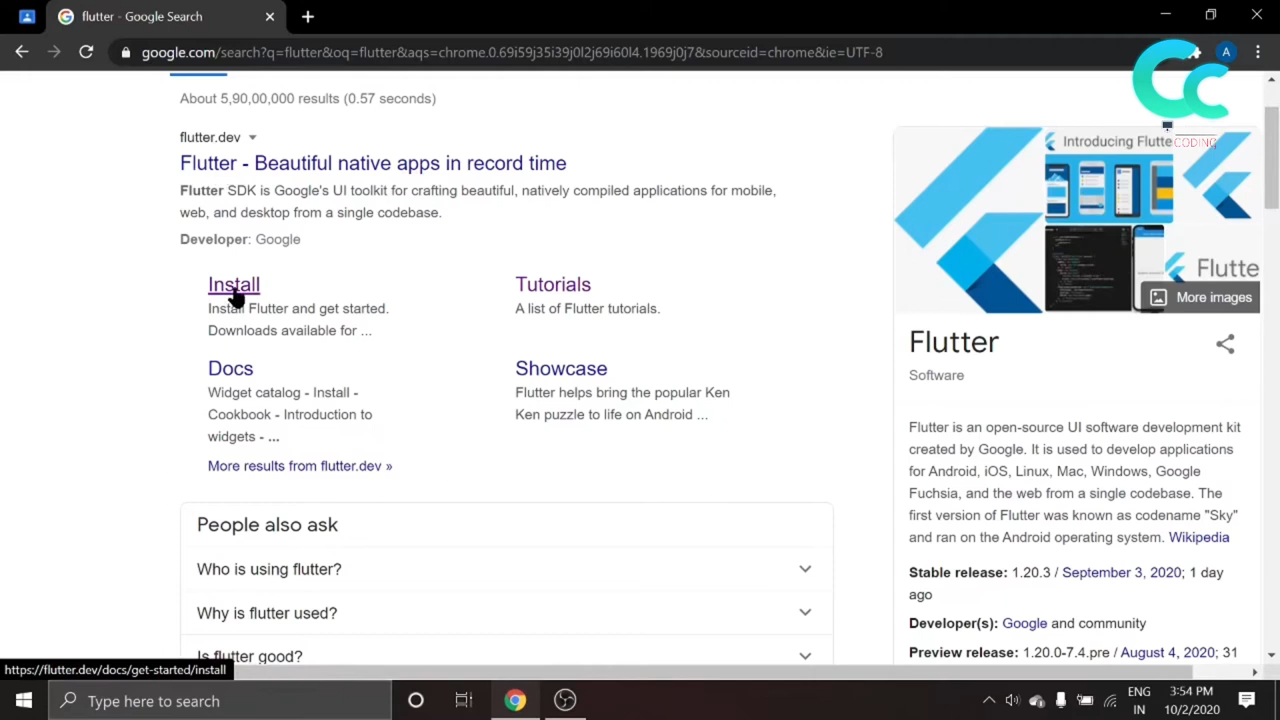 flutter - Google Search
google.com/search?q=flutter&oq=flutter&aqs=chrome.0.69i59j35i39j0l2j69i60l4.1969j0j7&sourceid=chrome&ie=UTF-8
A
About 5,90,00,000 results (0.57 seconds)
flutter.dev
Flutter - Beautiful native apps in record time
Flutter SDK is Google's UI toolkit for crafting beautiful, natively compiled applications for mobile,
web, and desktop from a single codebase.
Developer: Google
Install
Install Flutter and get started.
Downloads available for ...
Tutorials
A list of Flutter tutorials.
Docs
Widget catalog - Install -
Cookbook - Introduction to
widgets - ...
Showcase
Flutter helps bring the popular Ken
Ken puzzle to life on Android ...
More results from flutter.dev »
People also ask
Who is using flutter?
Why is flutter used?
Is flutter good?
CODING
Introducing Flutte
Flutte
More images
Flutter
Software
Flutter is an open-source UI software development kit
created by Google. It is used to develop applications
for Android, iOS, Linux, Mac, Windows, Google
Fuchsia, and the web from a single codebase. The
first version of Flutter was known as codename "Sky"
and ran on the Android operating system. Wikipedia
Stable release: 1.20.3 / September 3, 2020; 1 day
ago
Developer(s): Google and community
Preview release: 1.20.0-7.4.pre / August 4, 2020; 31
https://flutter.dev/docs/get-started/install
Type here to search
ENG
IN
3:54 PM
10/2/2020